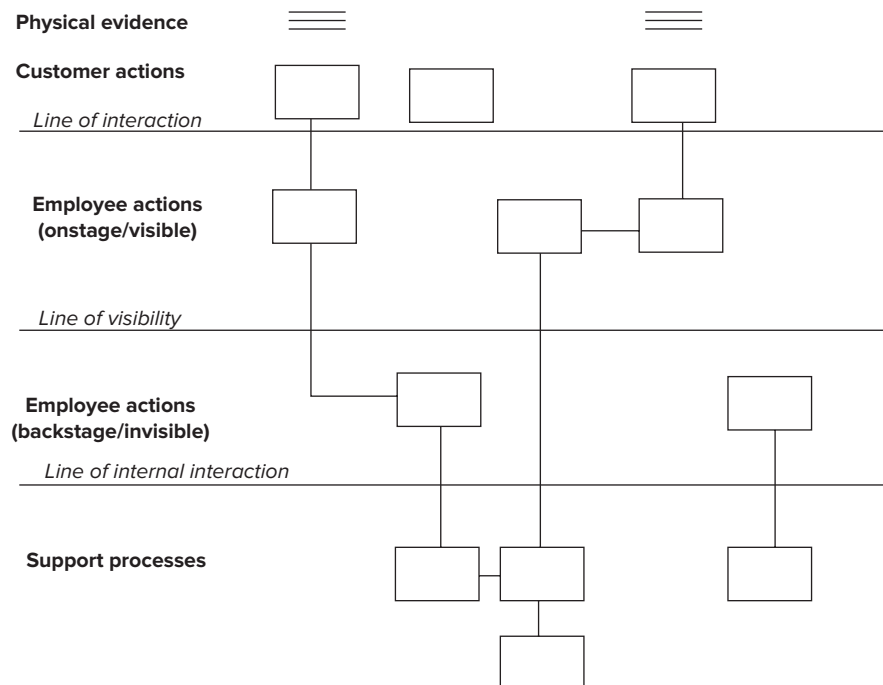 Physical evidence
Customer actions
Line of interaction
Employee actions
(onstage/visible)
Line of visibility
Employee actions
(backstage/invisible)
Line of internal interaction
Support processes